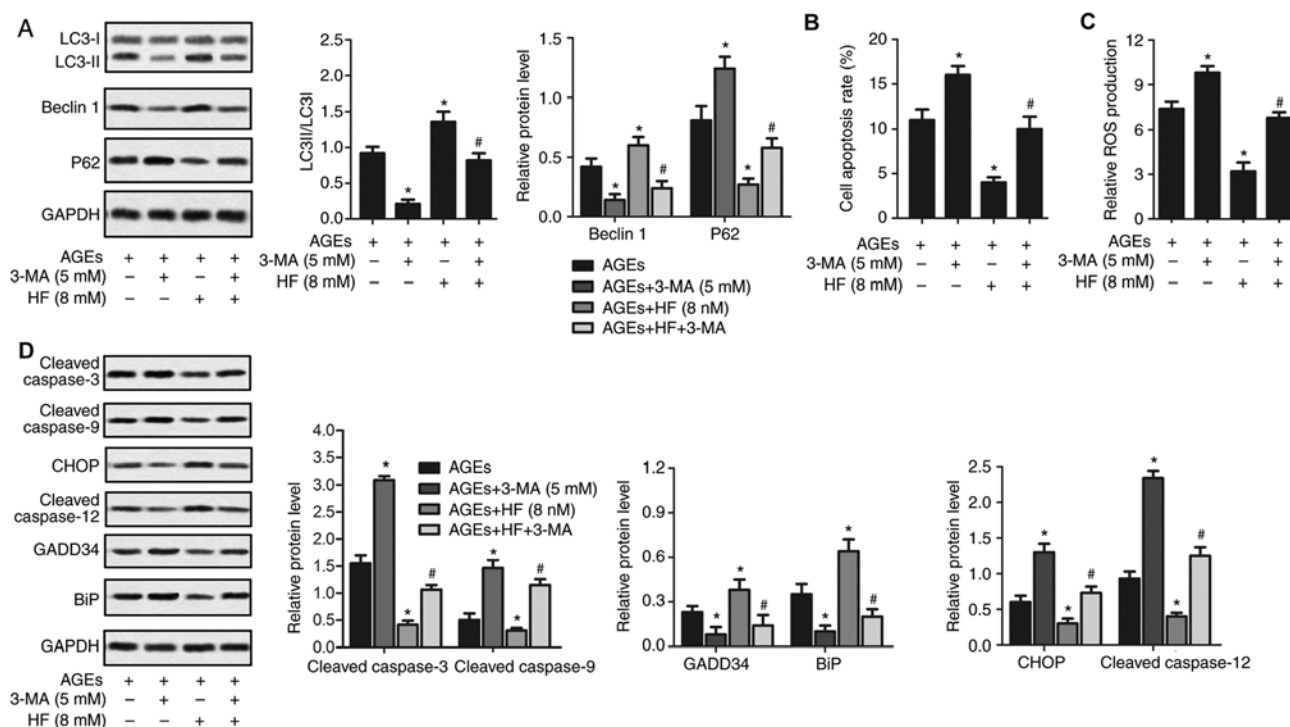 A
LC3-I
LC3-II
Beclin 1
P62
GAPDH
AGEs + + + +
3-MA (5 mM) – + – +
HF (8 mM) – – + +
LC3II/LC3I
2.0
1.5
1.0
0.5
0.0
* * #
AGEs + + + +
3-MA (5 mM) – + – +
HF (8 mM) – – + +
Relative protein level
1.5
1.0
0.5
0.0
* * # * * #
Beclin 1 P62
AGEs
AGEs+3-MA (5 mM)
AGEs+HF (8 nM)
AGEs+HF+3-MA
B
Cell apoptosis rate (%)
20
15
10
5
0
* * #
AGEs + + + +
3-MA (5 mM) – + – +
HF (8 mM) – – + +
C
Relative ROS production
12
9
6
3
0
* * #
AGEs + + + +
3-MA (5 mM) – + – +
HF (8 mM) – – + +
D
Cleaved
caspase-3
Cleaved
caspase-9
CHOP
Cleaved
caspase-12
GADD34
BiP
GAPDH
AGEs + + + +
3-MA (5 mM) – + – +
HF (8 mM) – – + +
Relative protein level
4.0
3.5
3.0
2.5
2.0
1.5
1.0
0.5
0.0
* * # * * #
Cleaved caspase-3 Cleaved caspase-9
AGEs
AGEs+3-MA (5 mM)
AGEs+HF (8 nM)
AGEs+HF+3-MA
Relative protein level
1.2
0.9
0.6
0.3
0.0
* * # * * #
GADD34 BiP
Relative protein level
2.5
2.0
1.5
1.0
0.5
0.0
* * # * * #
CHOP Cleaved caspase-12